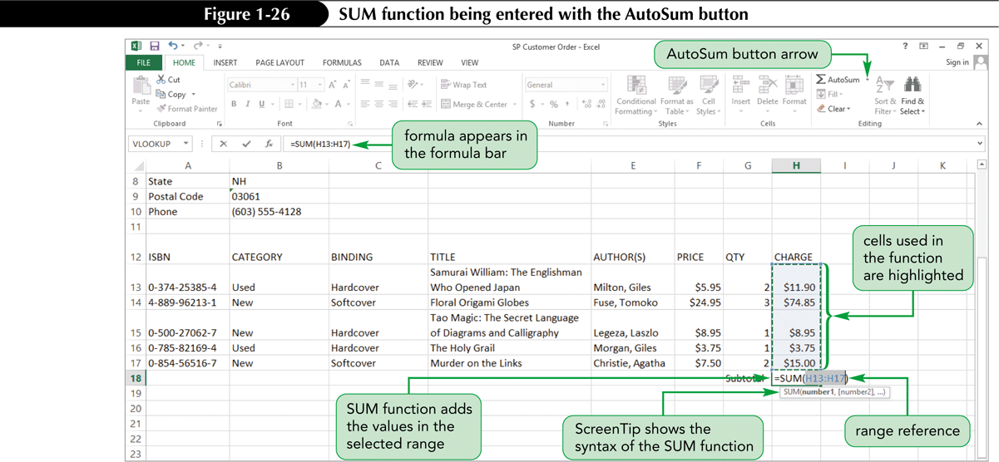 Figure 1-26 SUM function being entered with the AutoSum button
SP Customer Order - Excel
?
FILE HOME INSERT PAGE LAYOUT FORMULAS DATA REVIEW VIEW
Sign in
AutoSum button arrow
Paste
Cut
Copy
Format Painter
Clipboard
Calibri 11
B I U
Font
Wrap Text
Merge & Center
General
$ % ,
Number
Conditional Formatting
Format as Table
Cell Styles
Styles
Insert Delete Format
Cells
AutoSum
Fill
Clear
Sort & Filter
Find & Select
Editing
VLOOKUP
fx
=SUM(H13:H17)
formula appears in
the formula bar
A B C E F G H I J K
8 State NH
9 Postal Code 03061
10 Phone (603) 555-4128
11
12 ISBN CATEGORY BINDING TITLE AUTHOR(S) PRICE QTY CHARGE
Samurai William: The Englishman
13 0-374-25385-4 Used Hardcover Who Opened Japan Milton, Giles $5.95 2 $11.90
14 4-889-96213-1 New Softcover Floral Origami Globes Fuse, Tomoko $24.95 3 $74.85
Tao Magic: The Secret Language
15 0-500-27062-7 New Hardcover of Diagrams and Calligraphy Legeza, Laszlo $8.95 1 $8.95
16 0-785-82169-4 Used Hardcover The Holy Grail Morgan, Giles $3.75 1 $3.75
17 0-854-56516-7 New Softcover Murder on the Links Christie, Agatha $7.50 2 $15.00
18 Subtotal =SUM(H13:H17)
19 SUM(number1, [number2], ...)
20
21
22
23
cells used in
the function
are highlighted
SUM function adds
the values in the
selected range
ScreenTip shows the
syntax of the SUM function
range reference